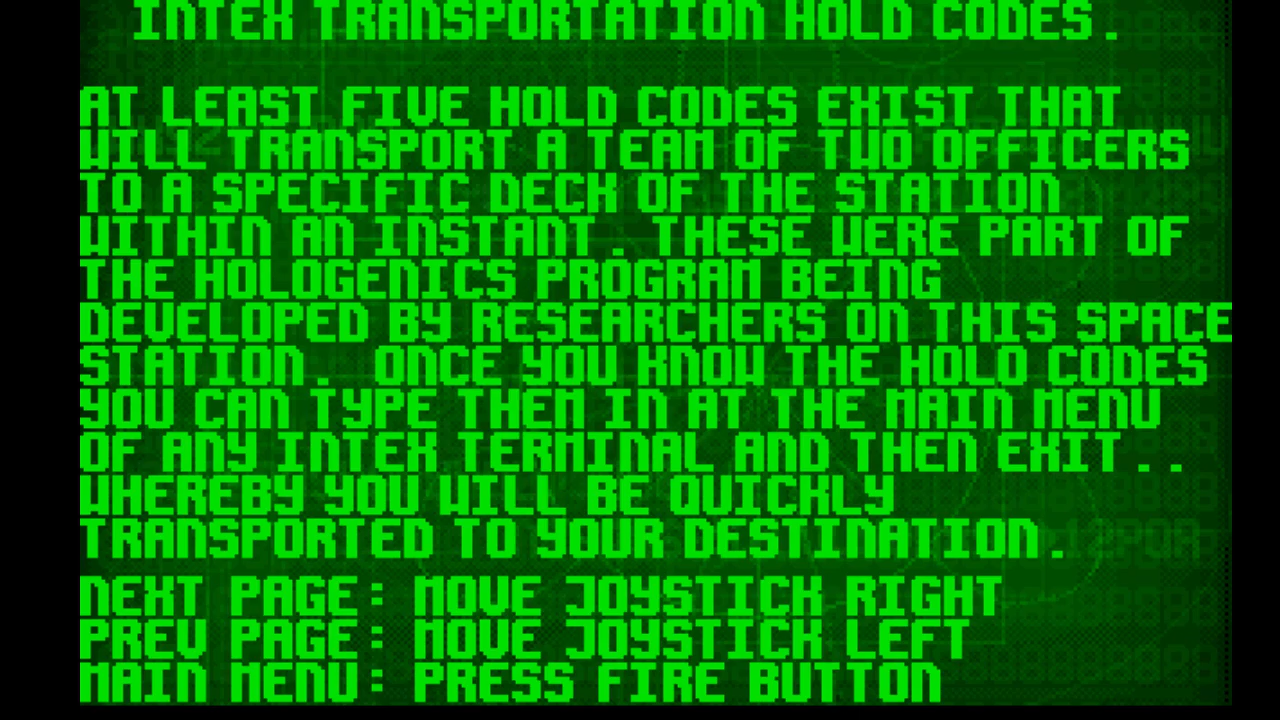 INTEX TRANSPORTATION HOLD CODES.
AT LEAST FIVE HOLD CODES EXIST THAT
WILL TRANSPORT A TEAM OF TWO OFFICERS
TO A SPECIFIC DECK OF THE STATION
WITHIN AN INSTANT. THESE WERE PART OF
THE HOLOGENICS PROGRAM BEING
DEVELOPED BY RESEARCHERS ON THIS SPACE
STATION. ONCE YOU KNOW THE HOLO CODES
YOU CAN TYPE THEM IN AT THE MAIN MENU
OF ANY INTEX TERMINAL AND THEN EXIT..
WHEREBY YOU WILL BE QUICKLY
TRANSPORTED TO YOUR DESTINATION.
NEXT PAGE: MOVE JOYSTICK RIGHT
PREV PAGE: MOVE JOYSTICK LEFT
MAIN MENU: PRESS FIRE BUTTON